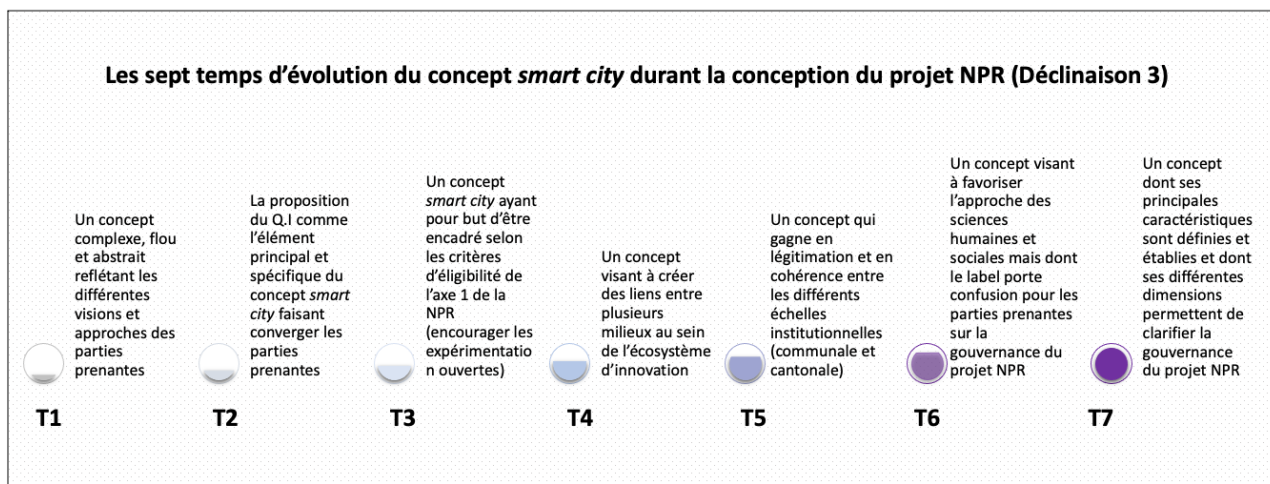 Les sept temps d'évolution du concept smart city durant la conception du projet NPR (Déclinaison 3)
Un concept
complexe, flou
et abstrait
reflétant les
différentes
visions et
approches des
parties
prenantes
T1
La proposition
du Q.I comme
l'élément
principal et
spécifique du
concept smart
city faisant
converger les
parties
prenantes
T2
Un concept
smart city ayant
pour but d'être
encadré selon
les critères
d'éligibilité de
l'axe 1 de la
NPR
(encourager les
expérimentatio
n ouvertes)
T3
Un concept
visant à créer
des liens entre
plusieurs
milieux au sein
de l'écosystème
d'innovation
T4
Un concept qui
gagne en
légitimation et en
cohérence entre
les différents
échelles
institutionnelles
(communale et
cantonale)
T5
Un concept visant
à favoriser
l'approche des
sciences
humaines et
sociales mais dont
le label porte
confusion pour les
parties prenantes
sur la
gouvernance du
projet NPR
T6
Un concept
dont ses
principales
caractéristiques
sont définies et
établies et dont
ses différentes
dimensions
permettent de
clarifier la
gouvernance
du projet NPR
T7